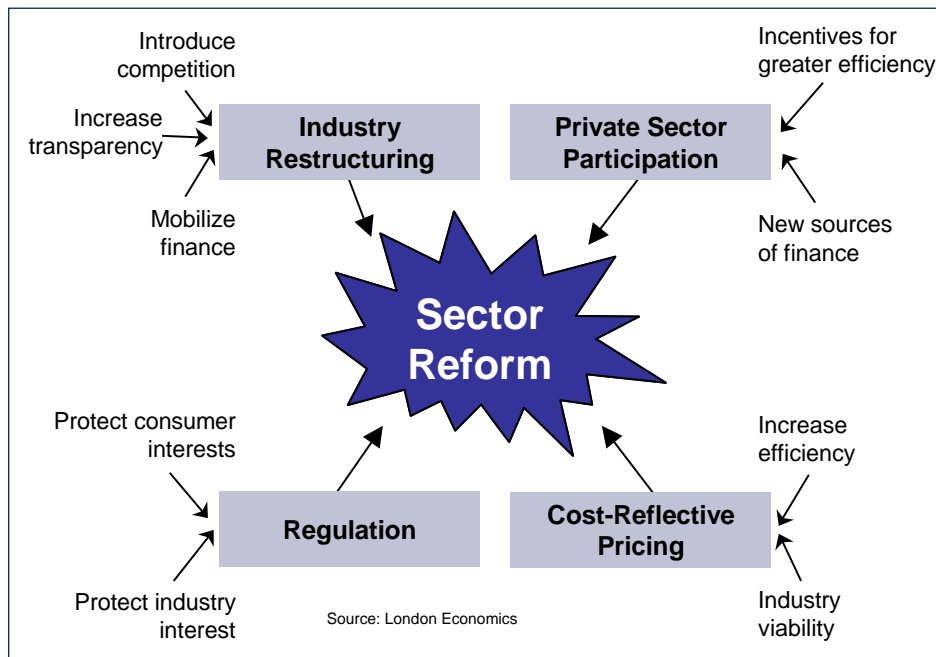 Introduce
competition
Increase
transparency
Mobilize
finance
Industry
Restructuring
Private Sector
Participation
Incentives for
greater efficiency
New sources
of finance
Sector
Reform
Protect consumer
interests
Protect industry
interest
Regulation
Cost-Reflective
Pricing
Increase
efficiency
Industry
viability
Source: London Economics